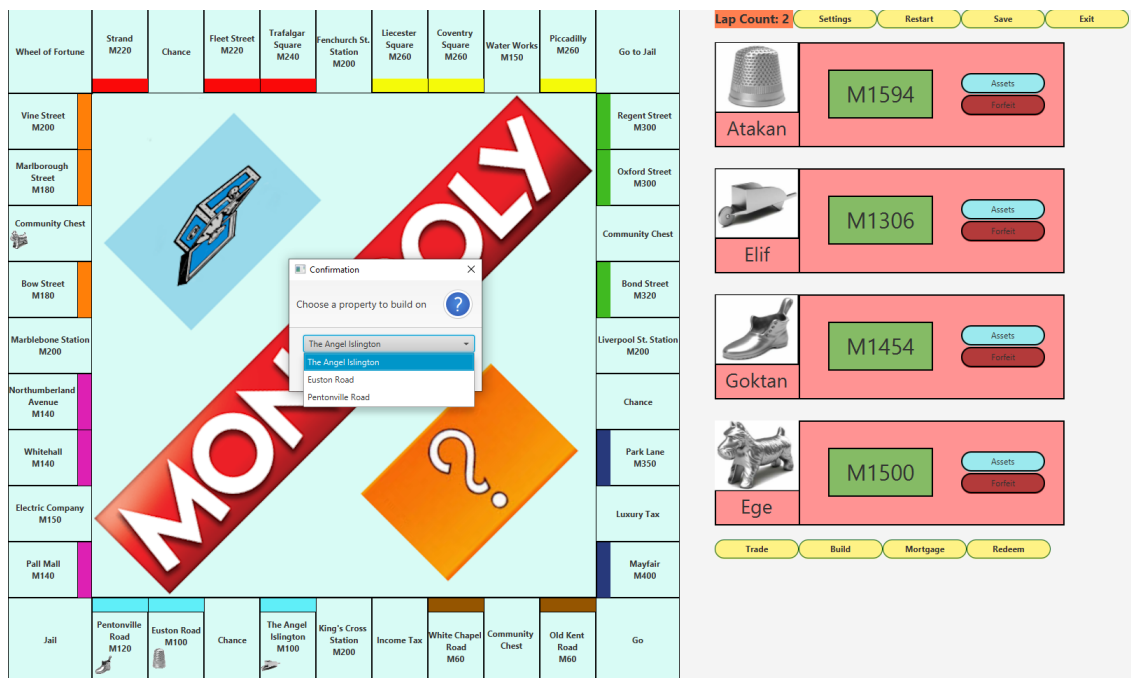 Wheel of Fortune
Strand
M220
Chance
Fleet Street
M220
Trafalgar
Square
M240
Fenchurch St.
Station
M200
Liecester
Square
M260
Coventry
Square
M260
Water Works
M150
Piccadilly
M260
Go to Jail
Vine Street
M200
Marlborough
Street
M180
Community Chest
Bow Street
M180
Marblebone Station
M200
Northumberland
Avenue
M140
Whitehall
M140
Electric Company
M150
Pall Mall
M140
Jail
Pentonville
Road
M120
Euston Road
M100
Chance
The Angel
Islington
M100
King's Cross
Station
M200
Income Tax
White Chapel
Road
M60
Community
Chest
Old Kent
Road
M60
Go
Regent Street
M300
Oxford Street
M300
Community Chest
Bond Street
M320
Liverpool St. Station
M200
Chance
Park Lane
M350
Luxury Tax
Mayfair
M400
MONOPOLY
?
Confirmation
Choose a property to build on
?
The Angel Islington
The Angel Islington
Euston Road
Pentonville Road
Lap Count: 2
Settings
Restart
Save
Exit
Atakan
M1594
Assets
Forfeit
Elif
M1306
Assets
Forfeit
Goktan
M1454
Assets
Forfeit
Ege
M1500
Assets
Forfeit
Trade
Build
Mortgage
Redeem